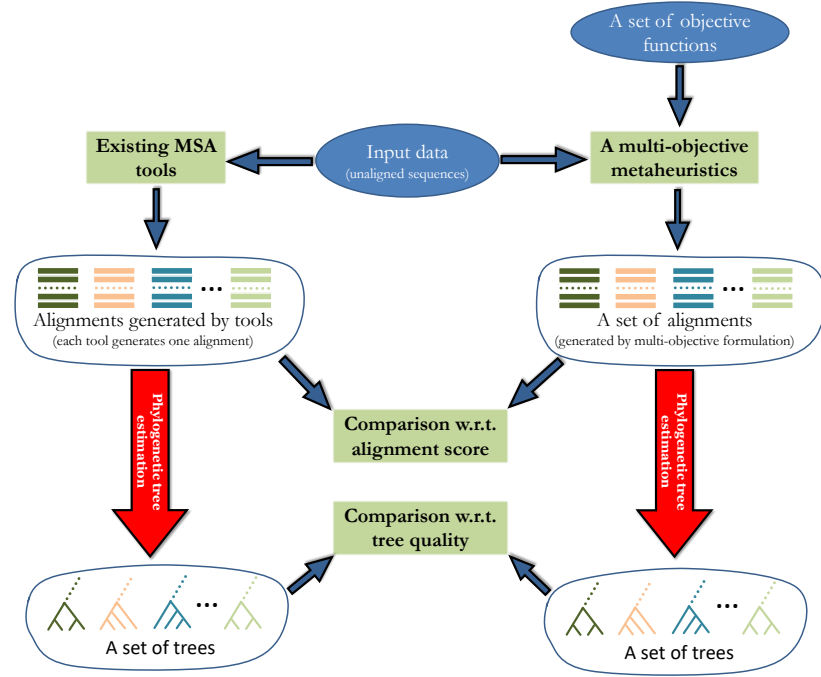 A set of objective
functions
Existing MSA
tools
Input data
(unaligned sequences)
A multi-objective
metaheuristics
Alignments generated by tools
(each tool generates one alignment)
A set of alignments
(generated by multi-objective formulation)
Phylogenetic tree
estimation
Phylogenetic tree
estimation
Comparison w.r.t.
alignment score
Comparison w.r.t.
tree quality
A set of trees
A set of trees